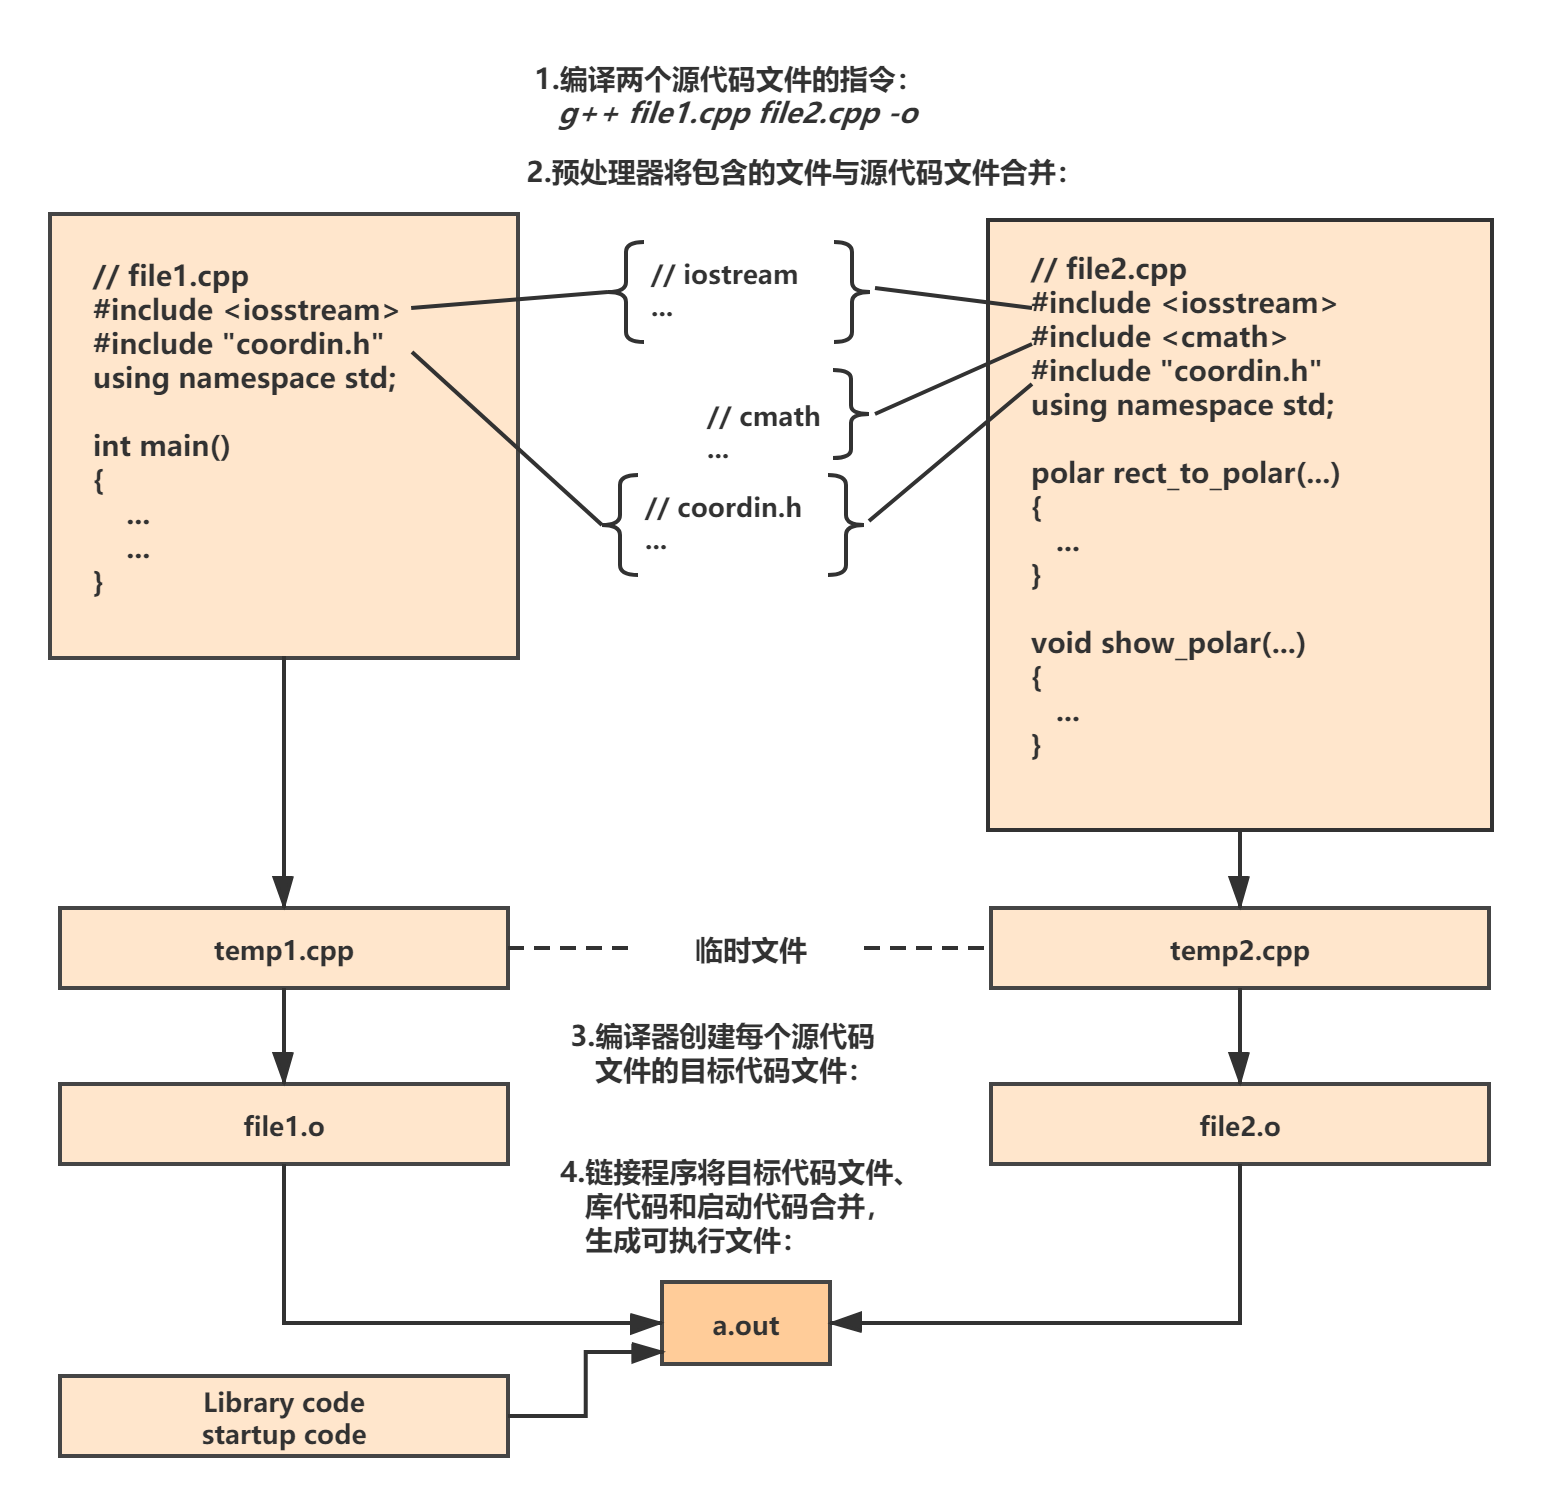 1.编译两个源代码文件的指令：
g++ file1.cpp file2.cpp -o
2.预处理器将包含的文件与源代码文件合并：
// file1.cpp
#include <iosstream>
#include "coordin.h"
using namespace std;
int main()
{
...
...
}
// iostream
...
// cmath
...
// coordin.h
...
// file2.cpp
#include <iosstream>
#include <cmath>
#include "coordin.h"
using namespace std;
polar rect_to_polar(...)
{
...
}
void show_polar(...)
{
...
}
temp1.cpp
临时文件
temp2.cpp
3.编译器创建每个源代码
文件的目标代码文件：
file1.o
file2.o
4.链接程序将目标代码文件、
库代码和启动代码合并，
生成可执行文件：
a.out
Library code
startup code